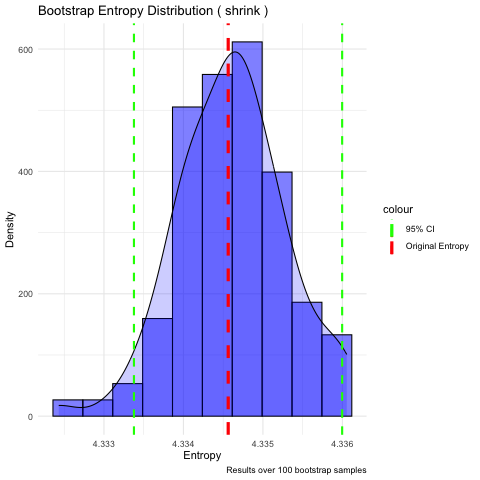 Bootstrap Entropy Distribution ( shrink )
600
400
200
0
Density
4.333
4.334
4.335
4.336
Entropy
colour
95% CI
Original Entropy
Results over 100 bootstrap samples